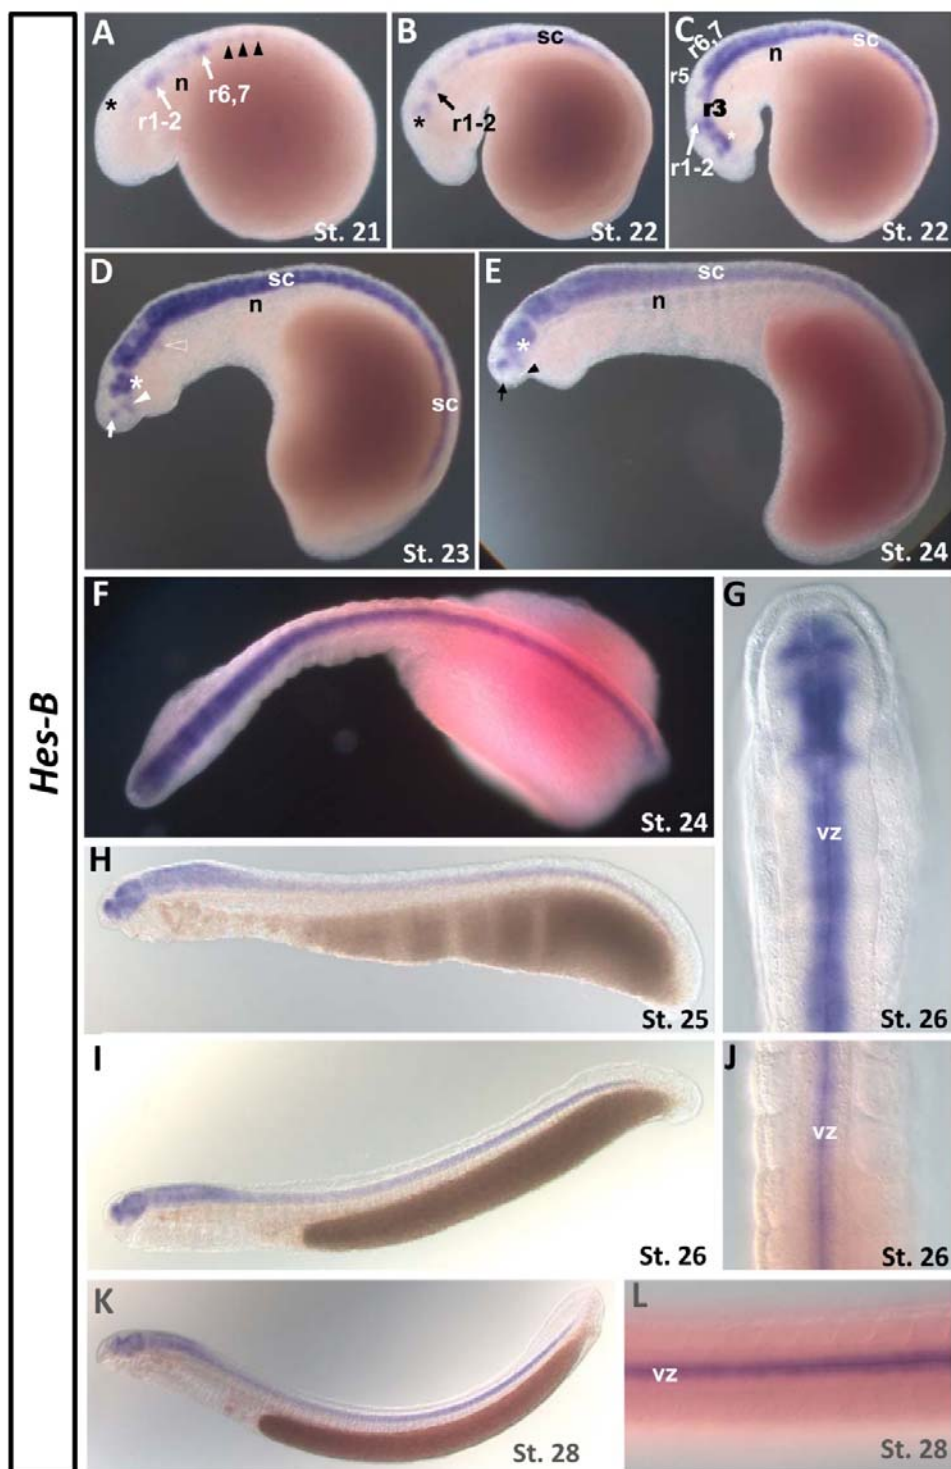 Hes-B
A
*
n
r1-2
r6,7
St. 21
B
sc
*
r1-2
St. 22
C
r6,7
r5
n
sc
r3
*
r1-2
St. 22
D
sc
n
*
sc
St. 23
E
sc
n
*
St. 24
F
St. 24
G
vz
St. 26
H
St. 25
I
St. 26
J
vz
St. 26
K
St. 28
L
vz
St. 28